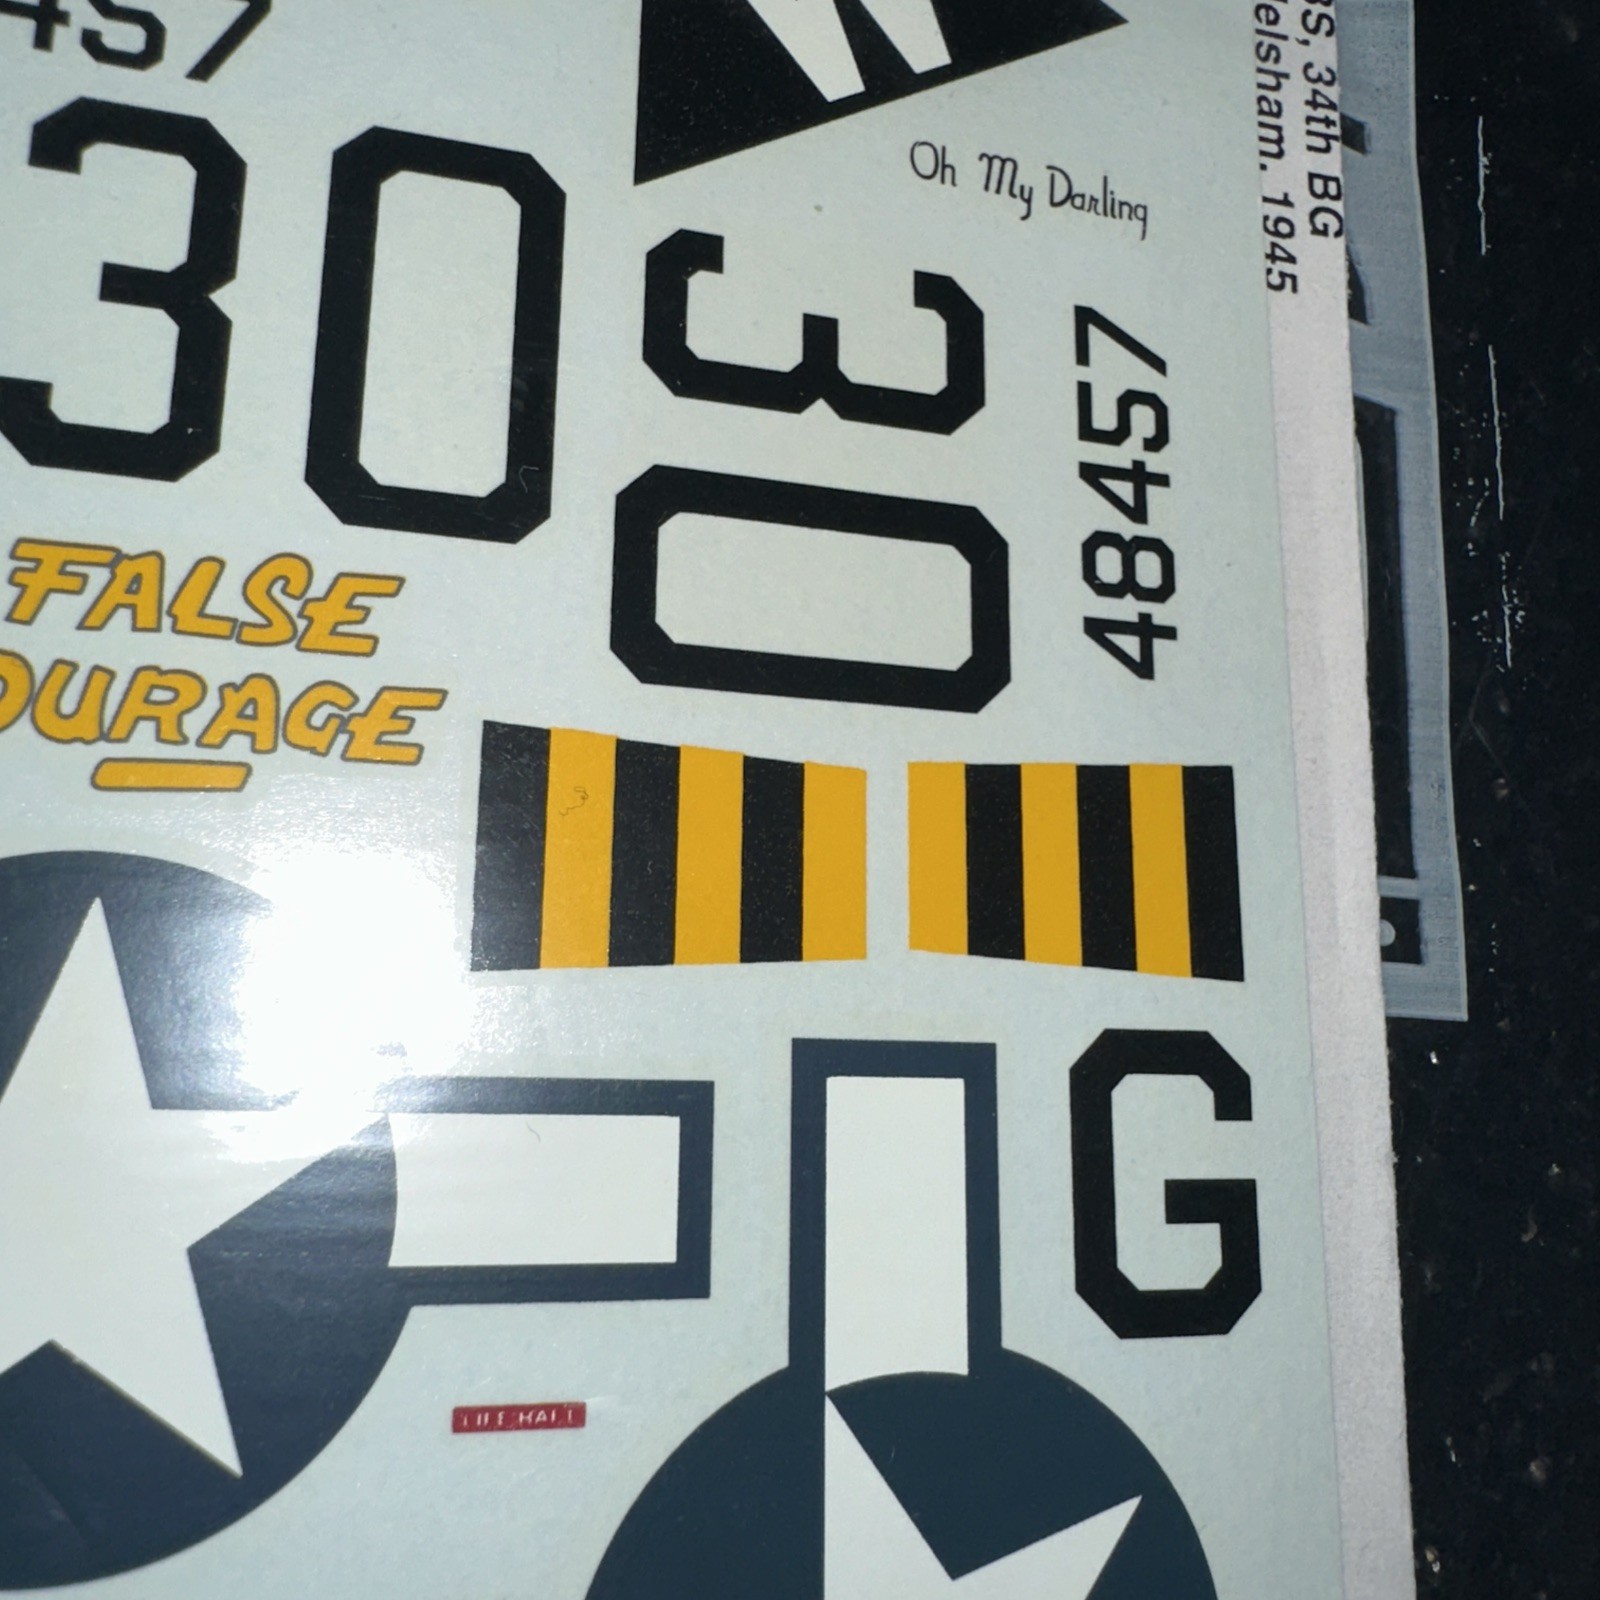 457
30
W
Oh My Darling
BS, 34th BG
elsham. 1945
30
48457
FALSE
OURAGE
G